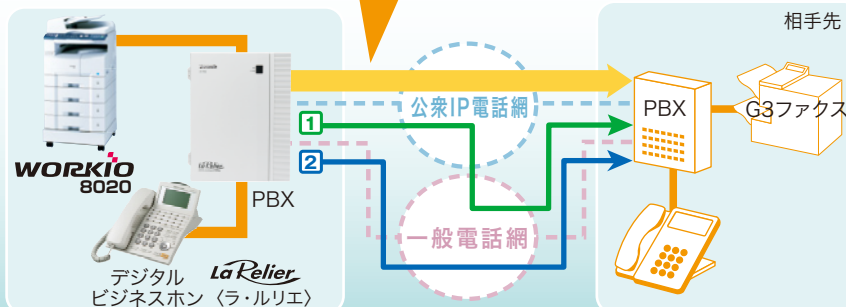 相手先
公衆IP電話網
PBX
G3ファクス
1
2
WORKIO
8020
PBX
一般電話網
デジタル
ビジネスホン
La Relier
〈ラ・ルリエ〉